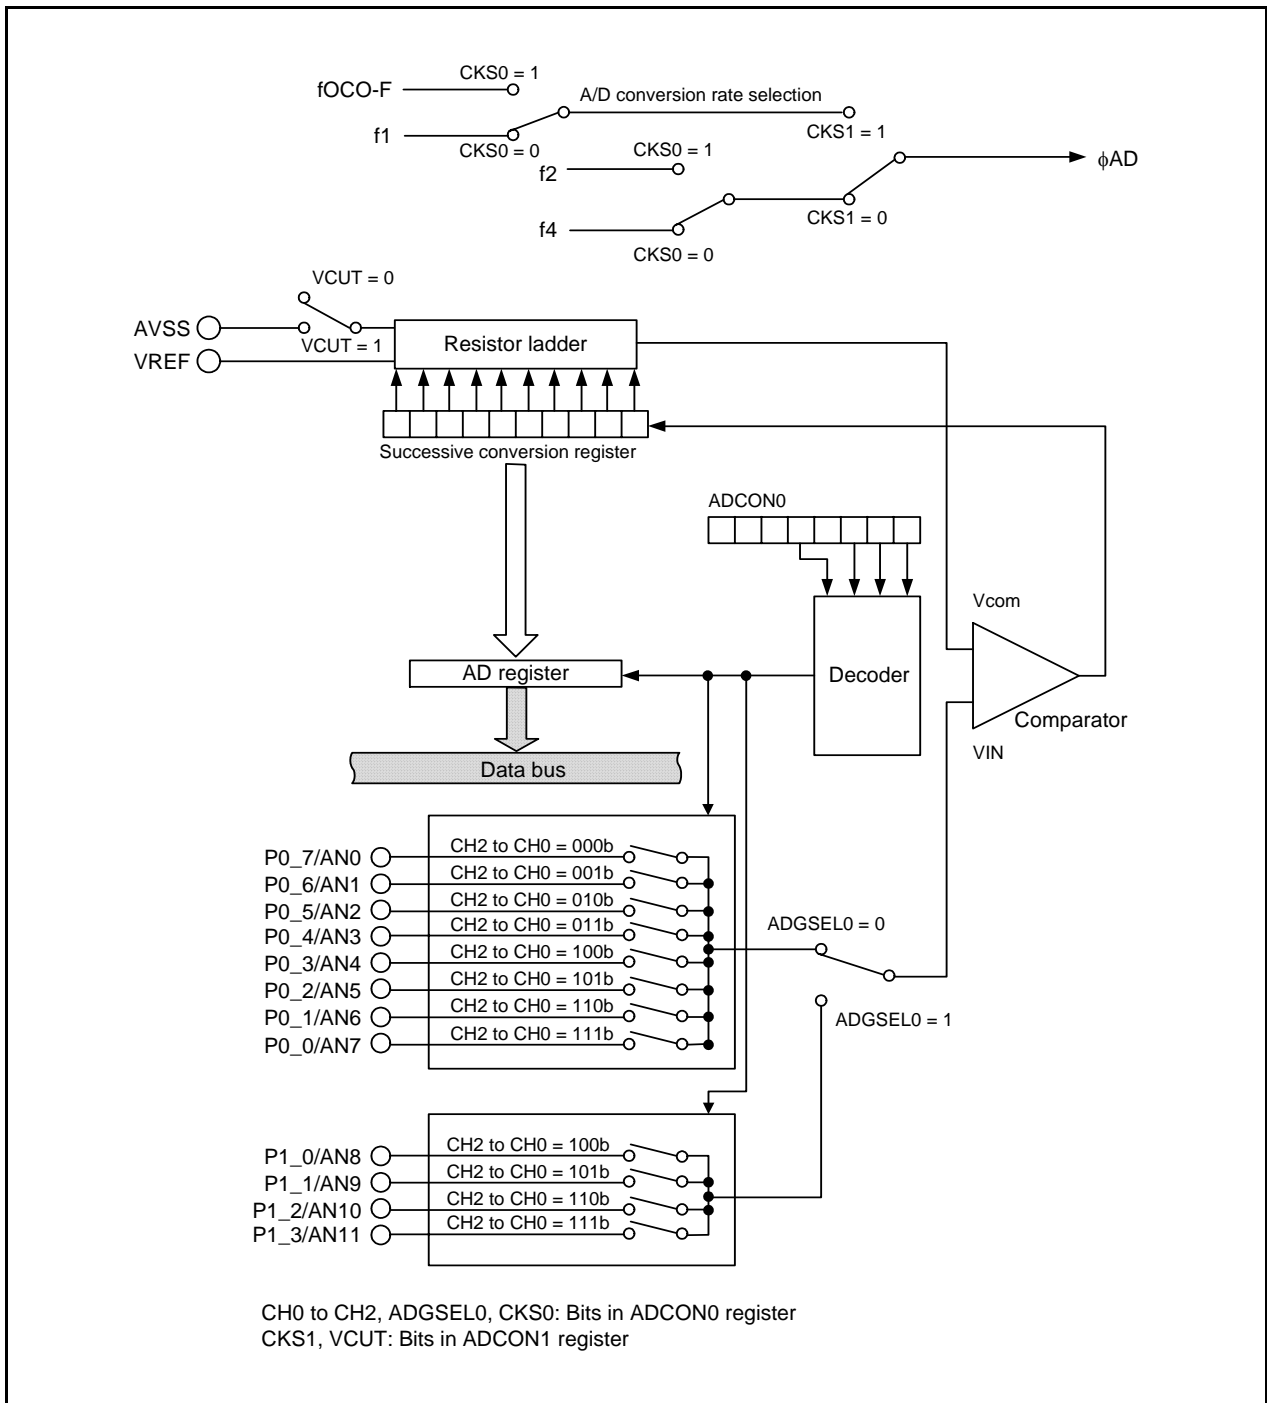 CKS0 = 1
fOCO-F
A/D conversion rate selection
f1
CKS1 = 1
CKS0 = 0
CKS0 = 1
f2
ϕAD
CKS1 = 0
f4
CKS0 = 0
VCUT = 0
AVSS
VCUT = 1
Resistor ladder
VREF
Successive conversion register
ADCON0
Vcom
AD register
Decoder
Comparator
VIN
Data bus
P0_7/AN0 CH2 to CH0 = 000b
P0_6/AN1 CH2 to CH0 = 001b
P0_5/AN2 CH2 to CH0 = 010b
P0_4/AN3 CH2 to CH0 = 011b
P0_3/AN4 CH2 to CH0 = 100b
P0_2/AN5 CH2 to CH0 = 101b
P0_1/AN6 CH2 to CH0 = 110b
P0_0/AN7 CH2 to CH0 = 111b
ADGSEL0 = 0
ADGSEL0 = 1
P1_0/AN8 CH2 to CH0 = 100b
P1_1/AN9 CH2 to CH0 = 101b
P1_2/AN10 CH2 to CH0 = 110b
P1_3/AN11 CH2 to CH0 = 111b
CH0 to CH2, ADGSEL0, CKS0: Bits in ADCON0 register
CKS1, VCUT: Bits in ADCON1 register